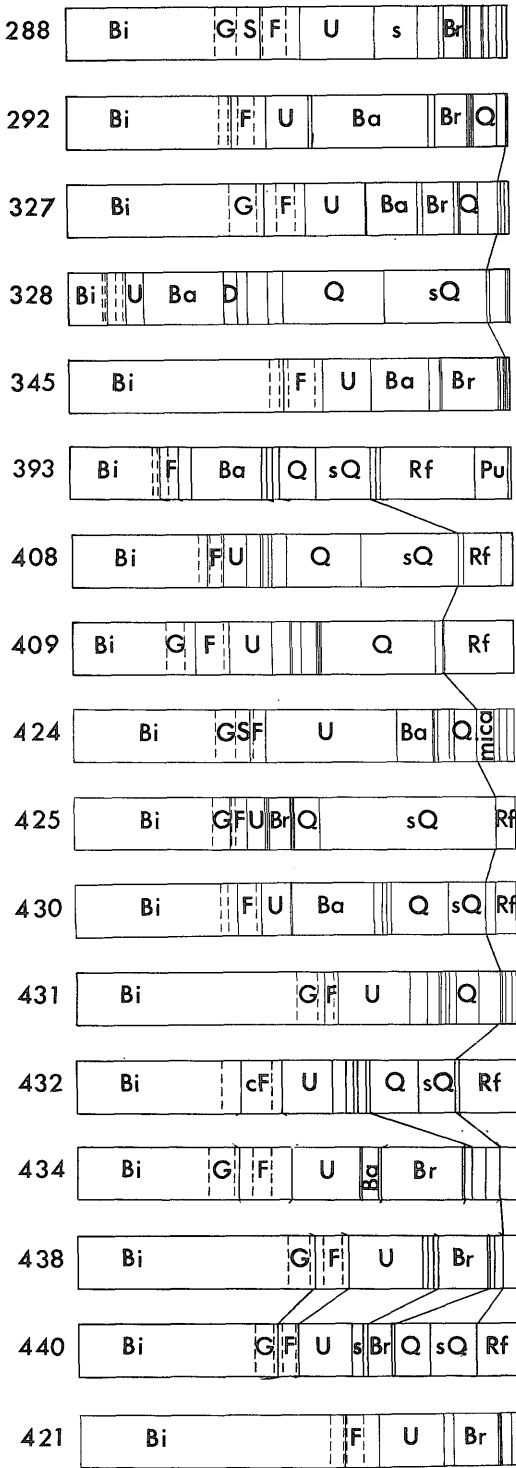 288 Bi G S F U s Br
292 Bi F U Ba Br Q
327 Bi G F U Ba Br Q
328 Bi U Ba D Q sQ
345 Bi F U Ba Br
393 Bi F Ba Q sQ Rf Pu
408 Bi F U Q sQ Rf
409 Bi G F U Q Rf
424 Bi G S F U Ba Q mica
425 Bi G F U Br Q sQ Rf
430 Bi F U Ba Q sQ Rf
431 Bi G F U Q
432 Bi cF U Q sQ Rf
434 Bi G F U Ba Br
438 Bi G F U Br
440 Bi G F U s Br Q sQ Rf
421 Bi F U Br